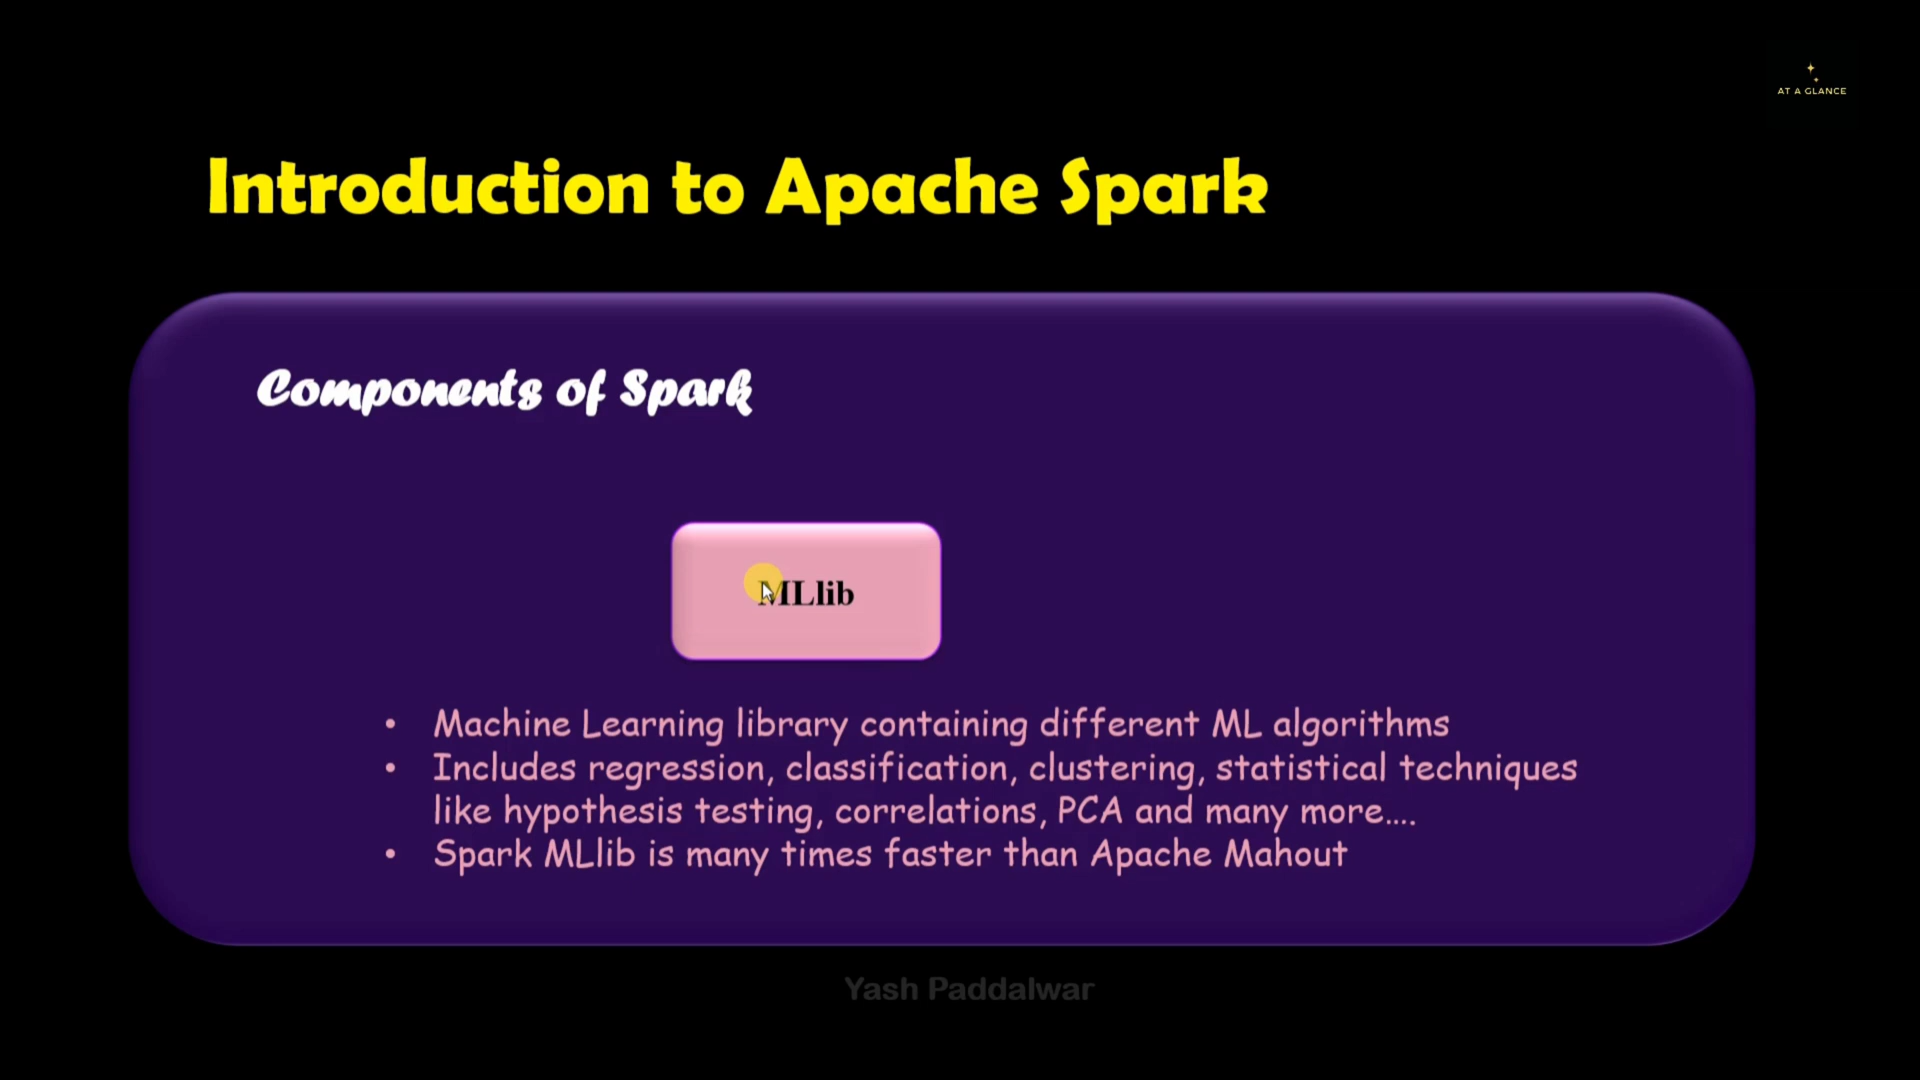 AT A GLANCE
Introduction to Apache Spark
Components of Spark
MLlib
• Machine Learning library containing different ML algorithms
• Includes regression, classification, clustering, statistical techniques
like hypothesis testing, correlations, PCA and many more....
• Spark MLlib is many times faster than Apache Mahout
Yash Paddalwar